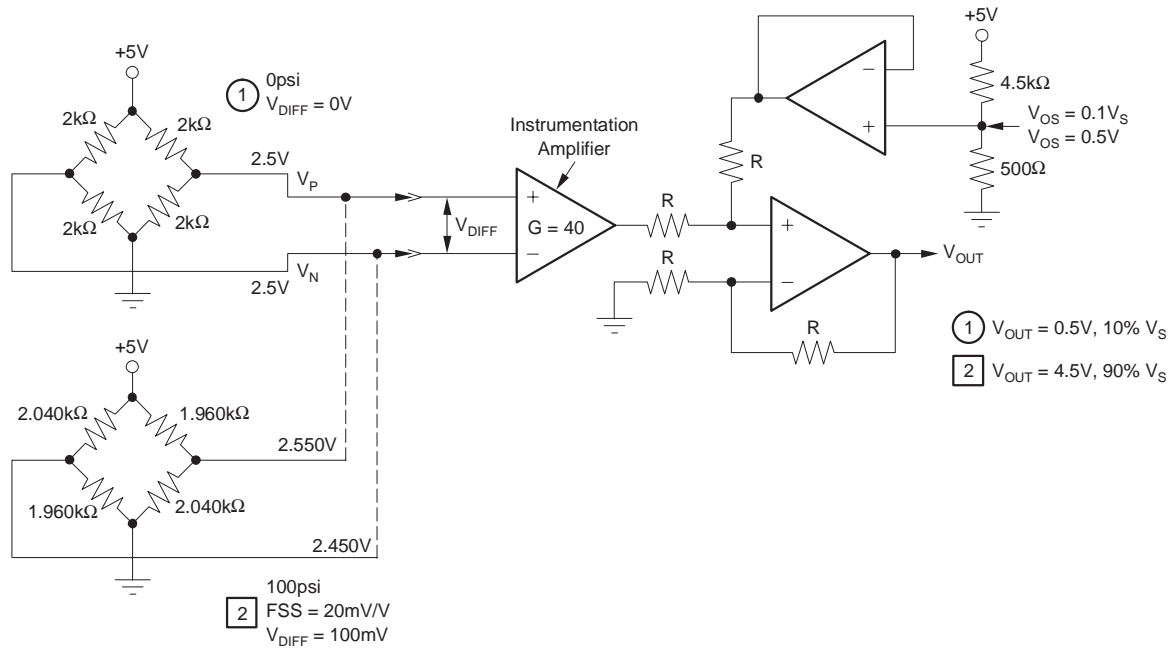 +5V
2kΩ
2kΩ
2kΩ
2kΩ
1
0psi
V_DIFF = 0V
2.5V
V_P
V_N
2.5V
V_DIFF
Instrumentation
Amplifier
+
G = 40
−
R
R
R
R
−
+
+5V
4.5kΩ
V_OS = 0.1V_S
V_OS = 0.5V
500Ω
+
−
V_OUT
1 V_OUT = 0.5V, 10% V_S
2 V_OUT = 4.5V, 90% V_S
+5V
2.040kΩ
1.960kΩ
1.960kΩ
2.040kΩ
2.550V
2.450V
100psi
2 FSS = 20mV/V
V_DIFF = 100mV